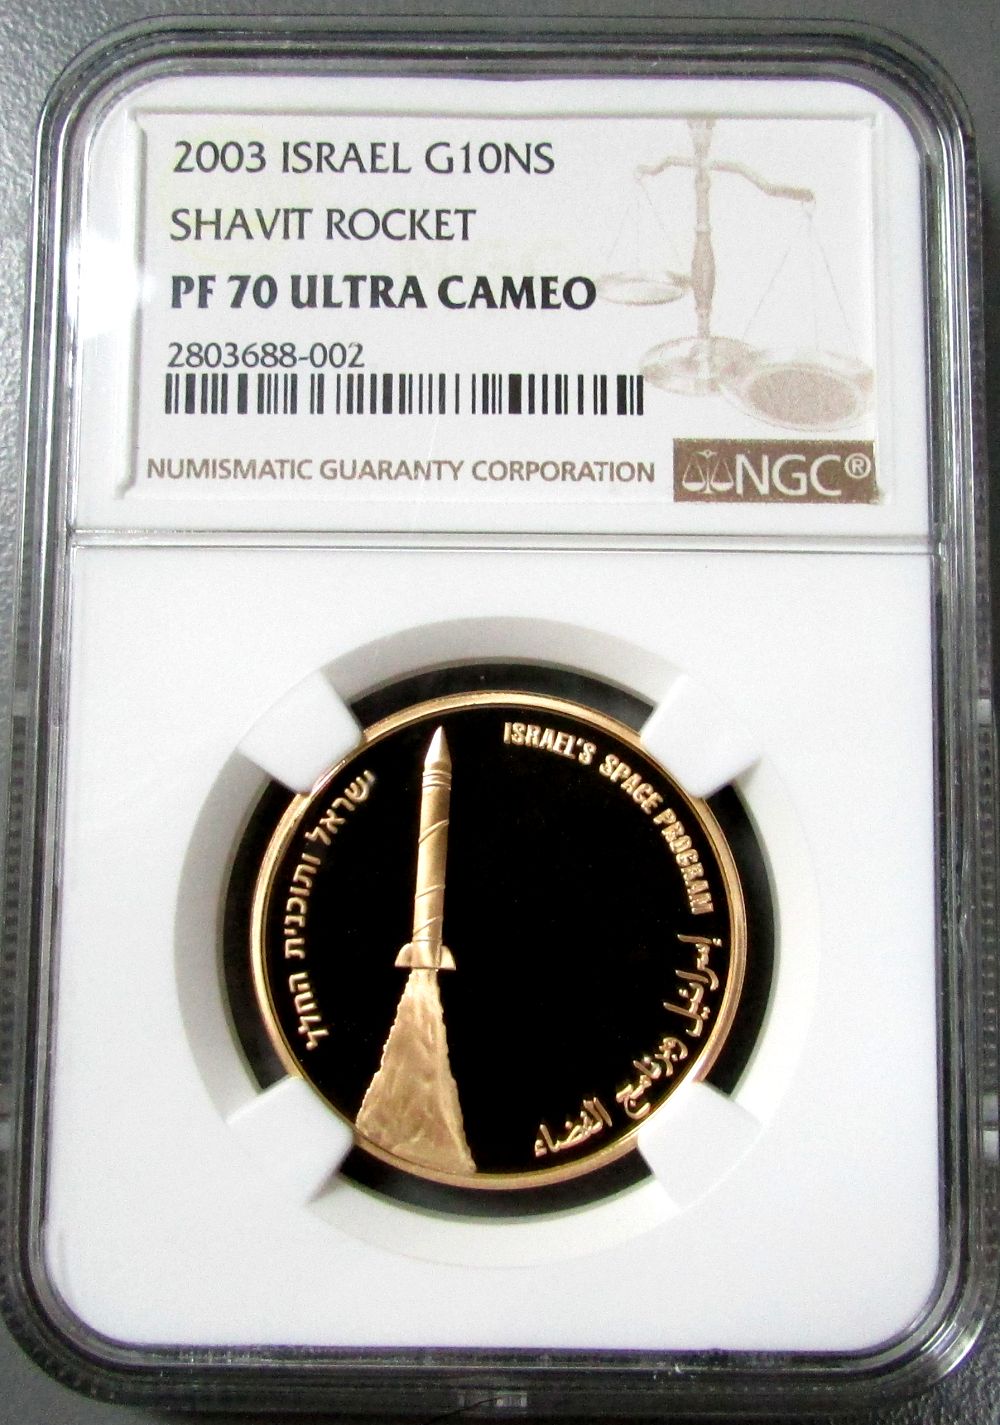 2003 ISRAEL G10NS
SHAVIT ROCKET
PF 70 ULTRA CAMEO
2803688-002
NUMISMATIC GUARANTY CORPORATION
NGC®
ישראל ותוכנית החלל
ISRAEL'S SPACE PROGRAM
إسرائيل وبرنامج الفضاء